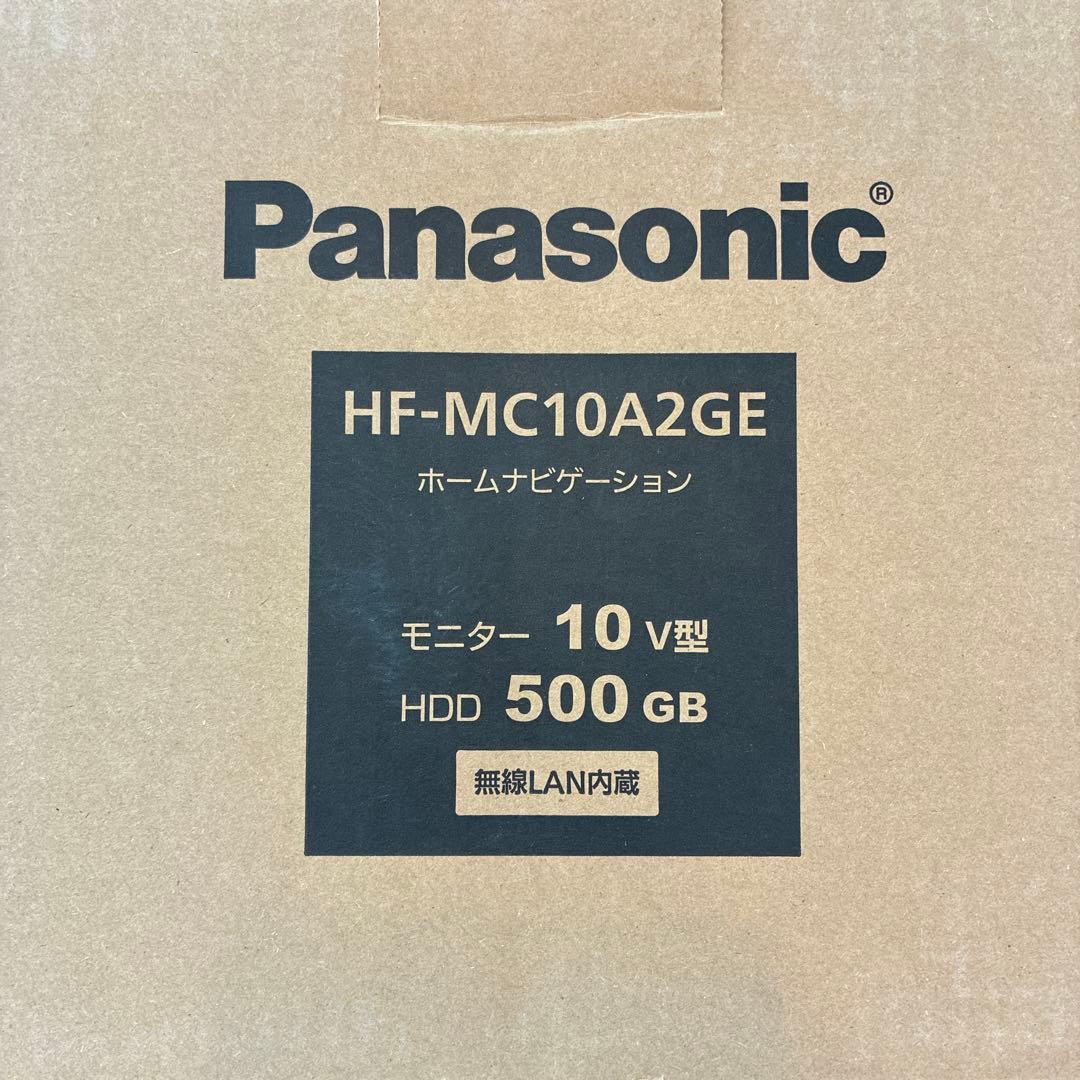 Panasonic®
HF-MC10A2GE
ホームナビゲーション
モニター 10 V型
HDD 500 GB
無線LAN内蔵